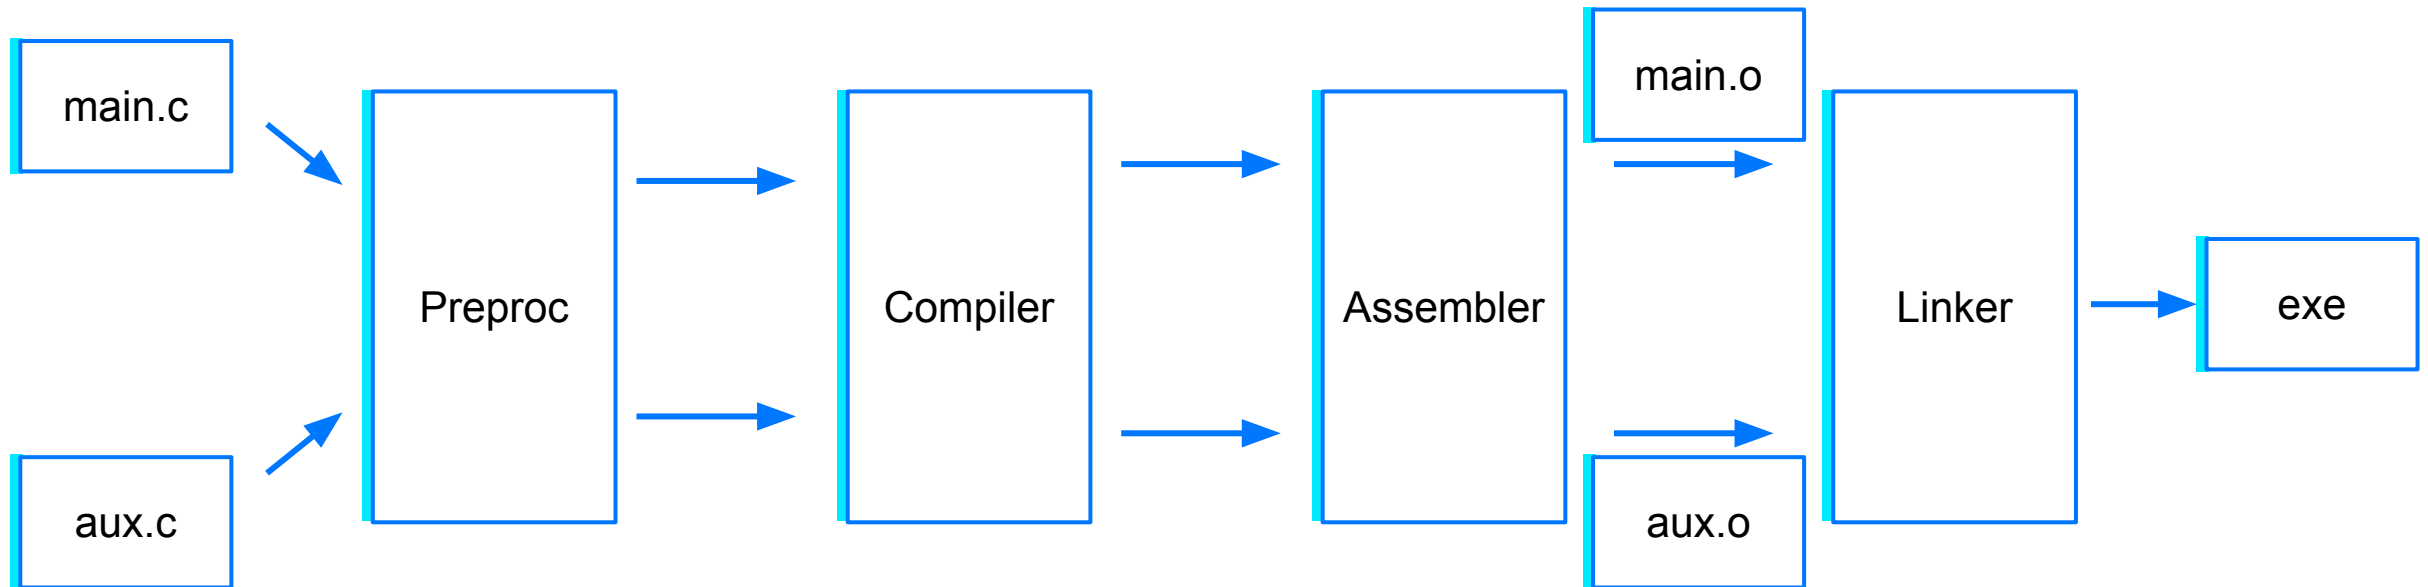 main.c
aux.c
Preproc
Compiler
Assembler
main.o
aux.o
Linker
exe